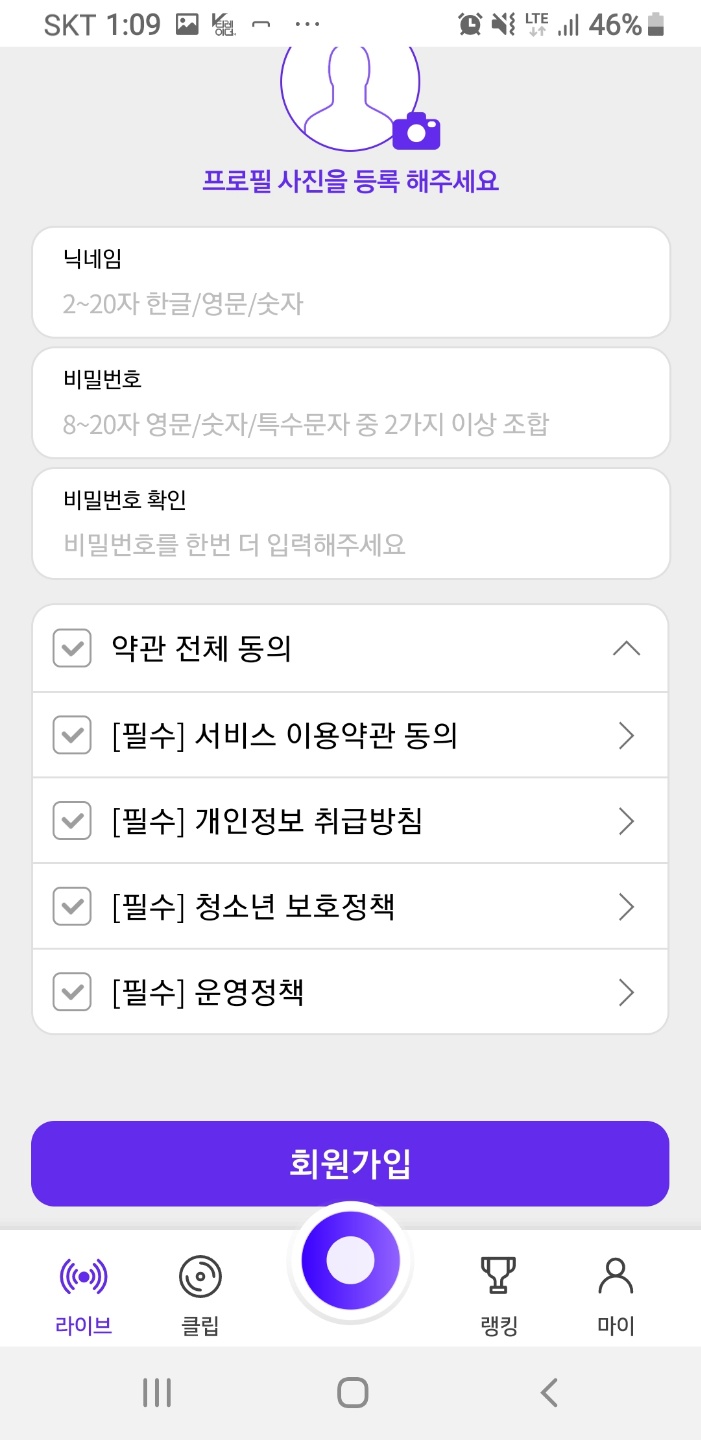 SKT 1:09 LTE 46%
프로필 사진을 등록 해주세요
닉네임
2~20자 한글/영문/숫자
비밀번호
8~20자 영문/숫자/특수문자 중 2가지 이상 조합
비밀번호 확인
비밀번호를 한번 더 입력해주세요
약관 전체 동의
[필수] 서비스 이용약관 동의
[필수] 개인정보 취급방침
[필수] 청소년 보호정책
[필수] 운영정책
회원가입
라이브 클립 랭킹 마이